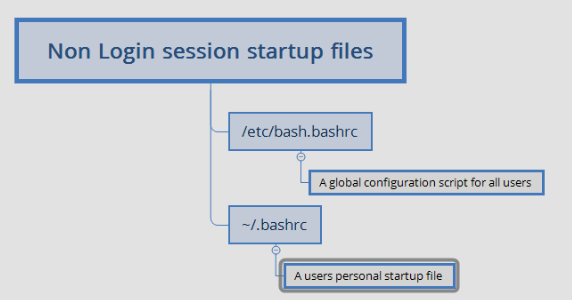 Non Login session startup files
/etc/bash.bashrc
A global configuration script for all users
~/.bashrc
A users personal startup file